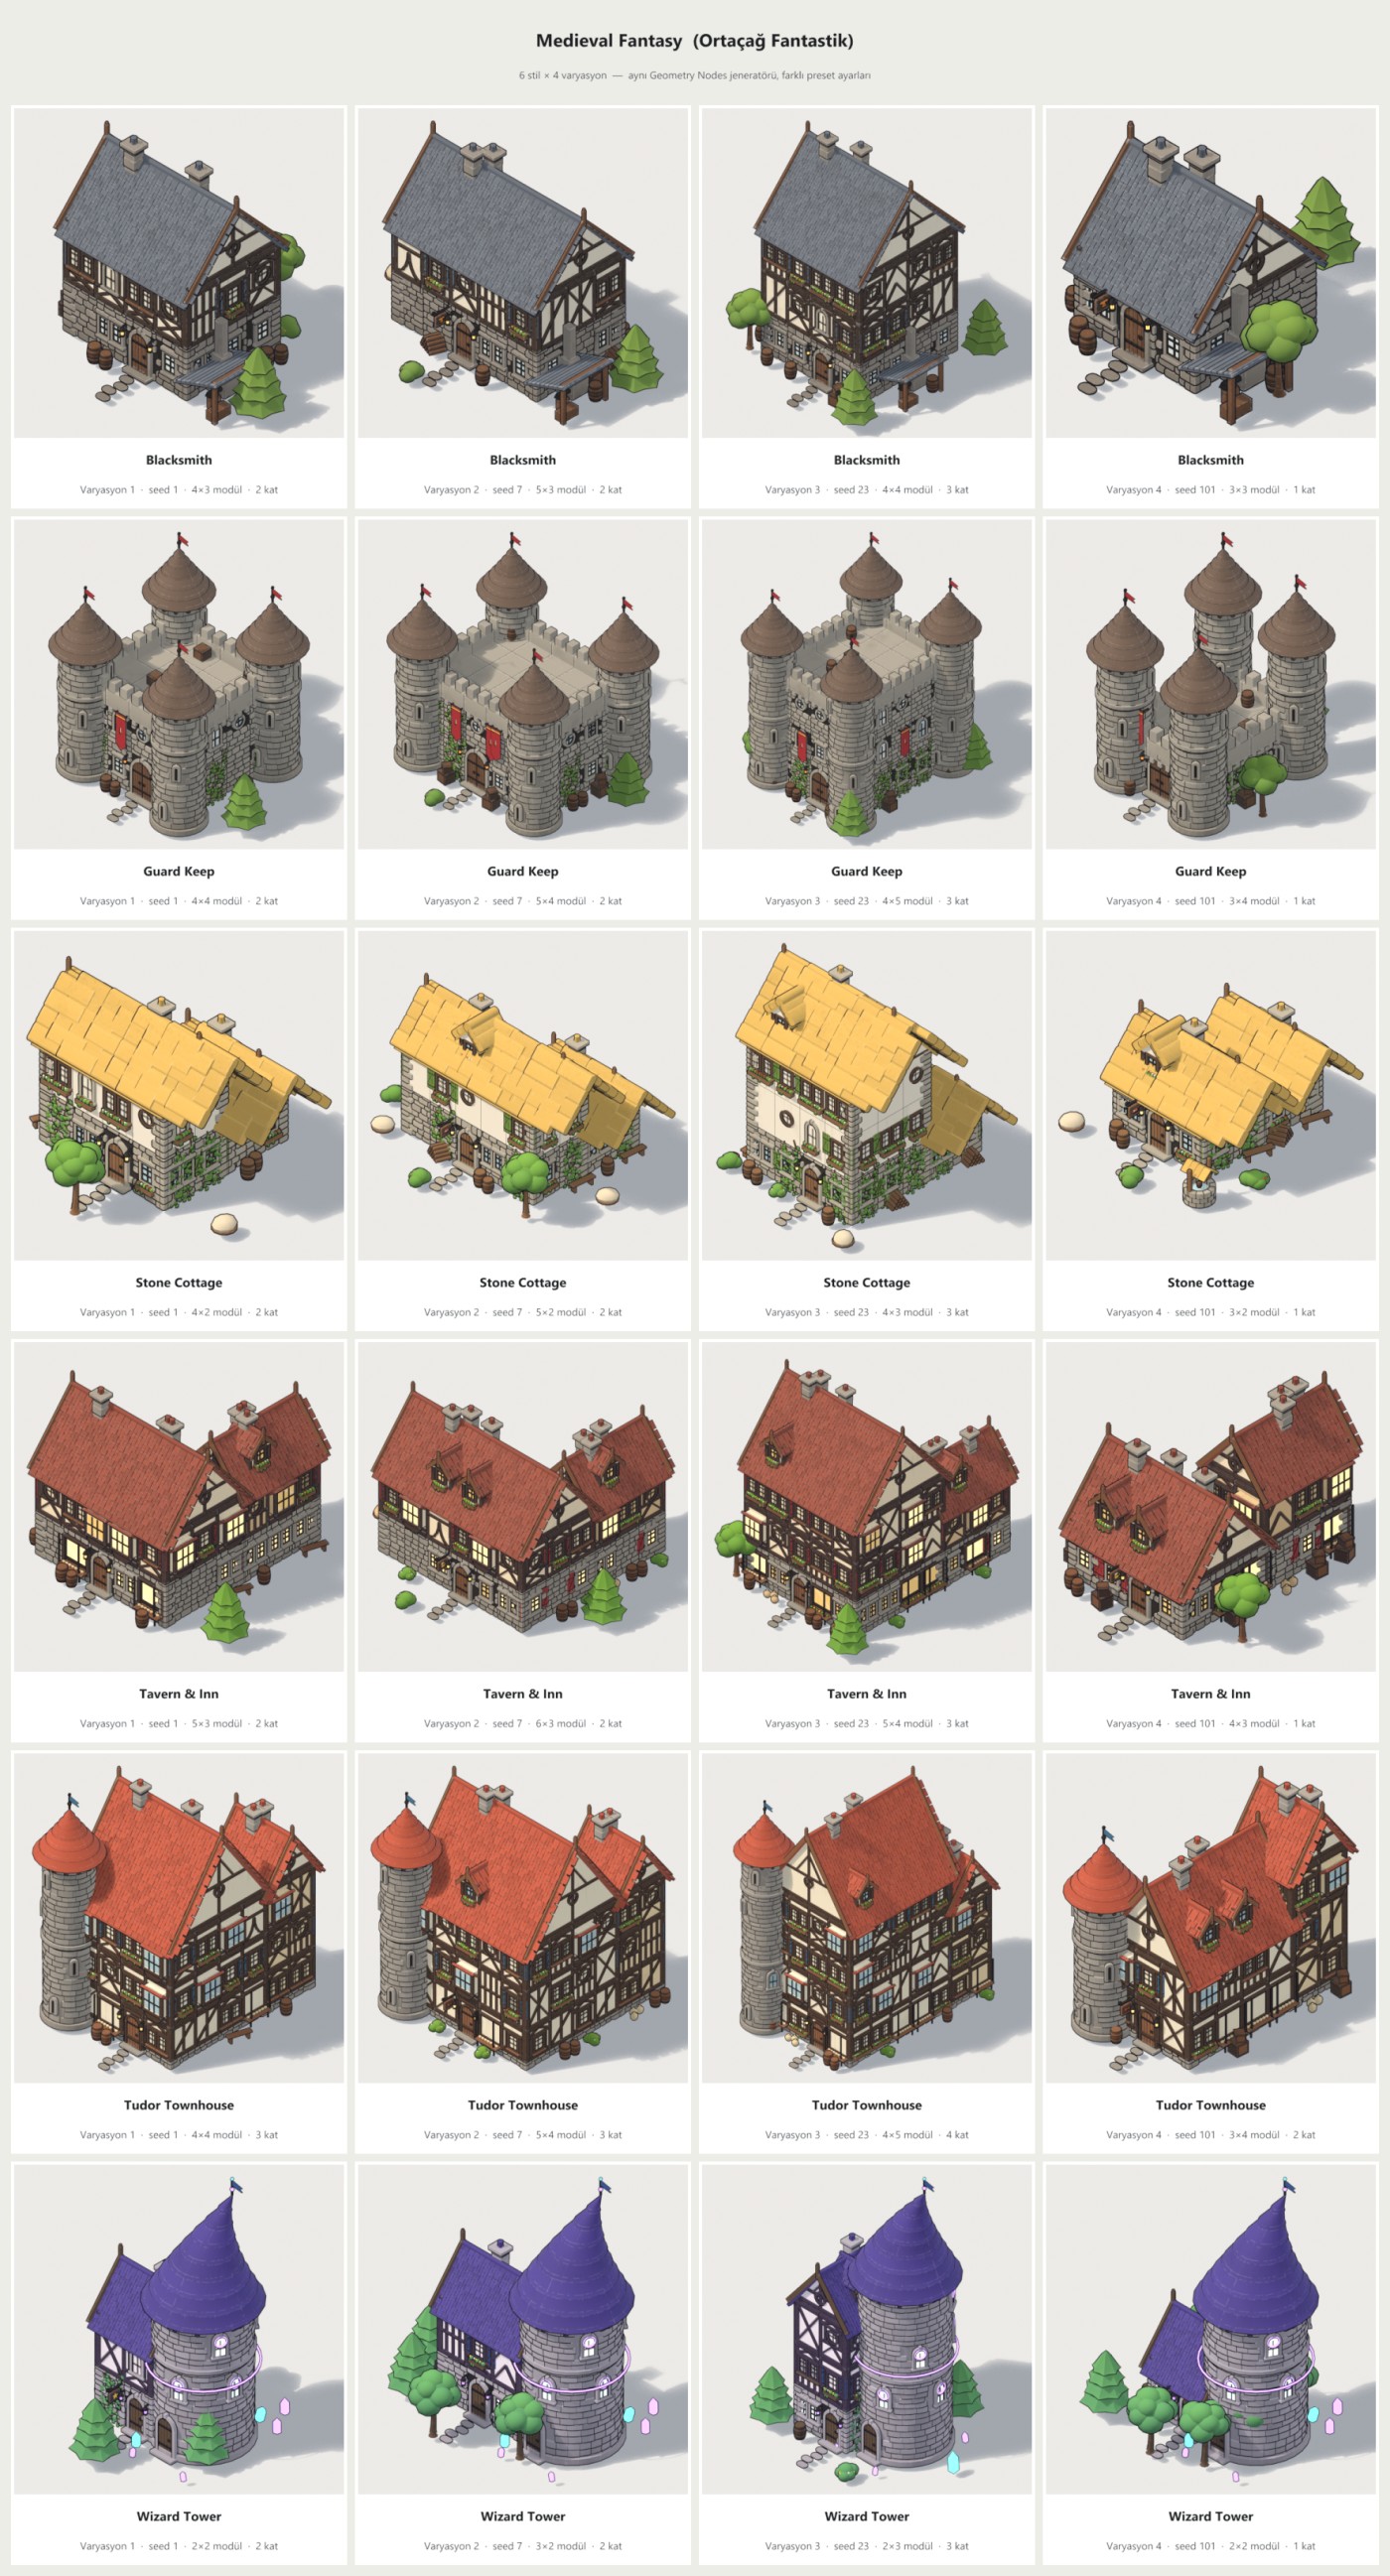 Medieval Fantasy (Ortaçağ Fantastik)
6 stil × 4 varyasyon — aynı Geometry Nodes jeneratörü, farklı preset ayarları
Blacksmith
Varyasyon 1 · seed 1 · 4×3 modül · 2 kat
Blacksmith
Varyasyon 2 · seed 7 · 5×3 modül · 2 kat
Blacksmith
Varyasyon 3 · seed 23 · 4×4 modül · 3 kat
Blacksmith
Varyasyon 4 · seed 101 · 3×3 modül · 1 kat
Guard Keep
Varyasyon 1 · seed 1 · 4×4 modül · 2 kat
Guard Keep
Varyasyon 2 · seed 7 · 5×4 modül · 2 kat
Guard Keep
Varyasyon 3 · seed 23 · 4×5 modül · 3 kat
Guard Keep
Varyasyon 4 · seed 101 · 3×4 modül · 1 kat
Stone Cottage
Varyasyon 1 · seed 1 · 4×2 modül · 2 kat
Stone Cottage
Varyasyon 2 · seed 7 · 5×2 modül · 2 kat
Stone Cottage
Varyasyon 3 · seed 23 · 4×3 modül · 3 kat
Stone Cottage
Varyasyon 4 · seed 101 · 3×2 modül · 1 kat
Tavern & Inn
Varyasyon 1 · seed 1 · 5×3 modül · 2 kat
Tavern & Inn
Varyasyon 2 · seed 7 · 6×3 modül · 2 kat
Tavern & Inn
Varyasyon 3 · seed 23 · 5×4 modül · 3 kat
Tavern & Inn
Varyasyon 4 · seed 101 · 4×3 modül · 1 kat
Tudor Townhouse
Varyasyon 1 · seed 1 · 4×4 modül · 3 kat
Tudor Townhouse
Varyasyon 2 · seed 7 · 5×4 modül · 3 kat
Tudor Townhouse
Varyasyon 3 · seed 23 · 4×5 modül · 4 kat
Tudor Townhouse
Varyasyon 4 · seed 101 · 3×4 modül · 2 kat
Wizard Tower
Varyasyon 1 · seed 1 · 2×2 modül · 2 kat
Wizard Tower
Varyasyon 2 · seed 7 · 3×2 modül · 2 kat
Wizard Tower
Varyasyon 3 · seed 23 · 2×3 modül · 3 kat
Wizard Tower
Varyasyon 4 · seed 101 · 2×2 modül · 1 kat